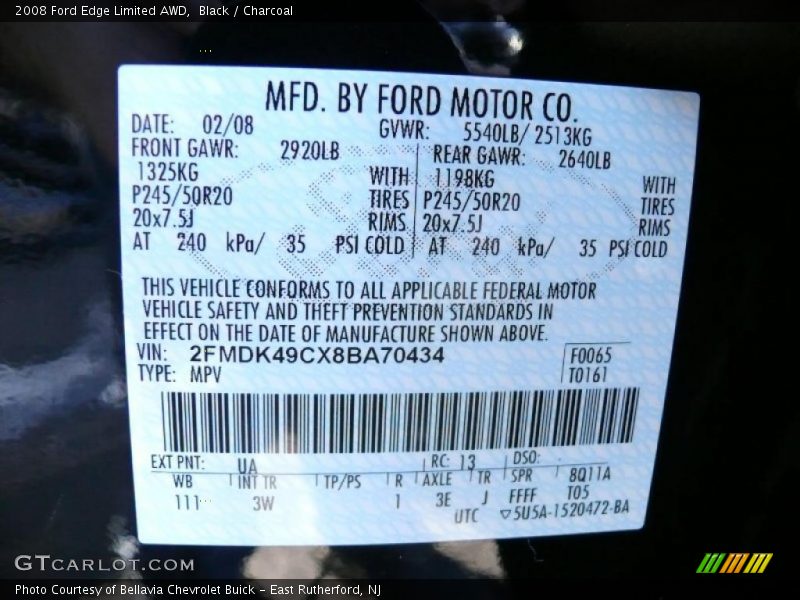 2008 Ford Edge Limited AWD,  Black / Charcoal
MFD. BY FORD MOTOR CO.
DATE: 02/08 GVWR: 5540LB/ 2513KG
FRONT GAWR: 2920LB REAR GAWR: 2640LB
1325KG WITH 1198KG WITH
P245/50R20 TIRES P245/50R20 TIRES
20x7.5J RIMS 20x7.5J RIMS
AT 240 kPa/ 35 PSI COLD AT 240 kPa/ 35 PSI COLD
THIS VEHICLE CONFORMS TO ALL APPLICABLE FEDERAL MOTOR
VEHICLE SAFETY AND THEFT PREVENTION STANDARDS IN
EFFECT ON THE DATE OF MANUFACTURE SHOWN ABOVE.
VIN: 2FMDK49CX8BA70434 F0065
TYPE: MPV T0161
EXT PNT: UA RC: 13 DSO:
WB INT TR TP/PS R AXLE TR SPR 8Q11A
111 3W 1 3E J FFFF T05
UTC ▽5U5A-1520472-BA
GTCARLOT.COM
Photo Courtesy of Bellavia Chevrolet Buick - East Rutherford, NJ